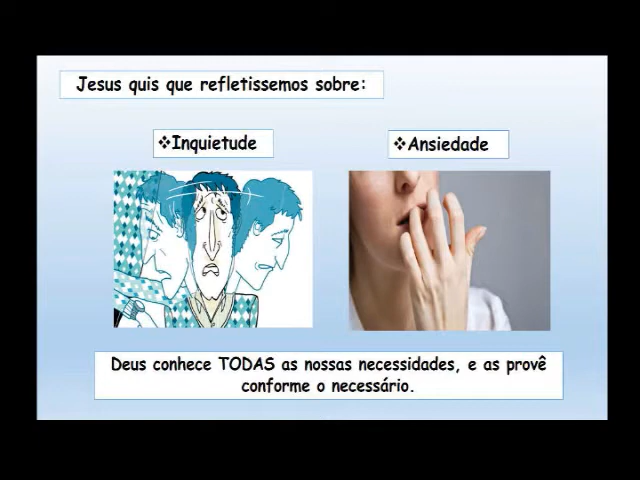 Jesus quis que refletissemos sobre:
❖Inquietude
❖Ansiedade
Deus conhece TODAS as nossas necessidades, e as provê
conforme o necessário.